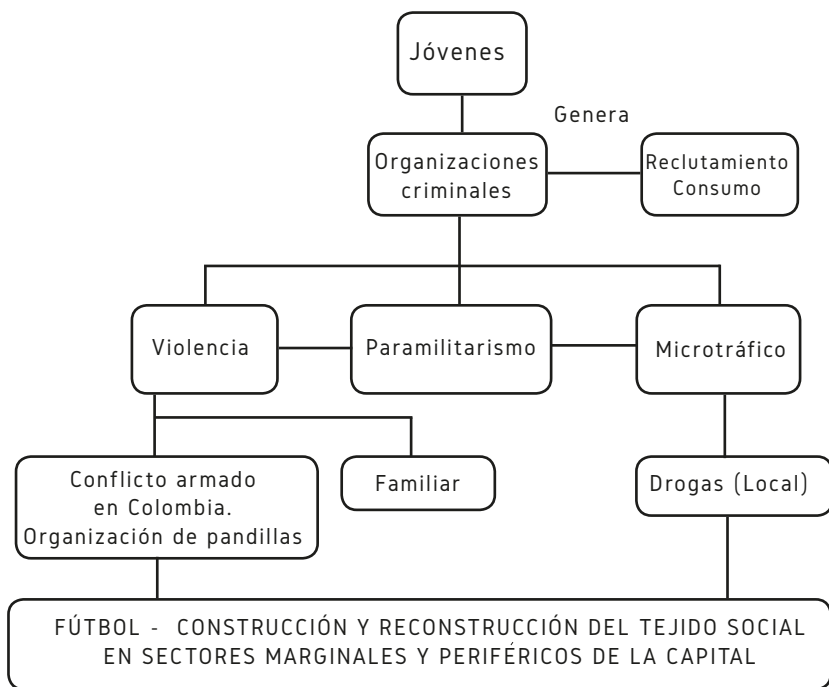 Jóvenes
Genera
Organizaciones
criminales
Reclutamiento
Consumo
Violencia
Paramilitarismo
Microtráfico
Conflicto armado
en Colombia.
Organización de pandillas
Familiar
Drogas (Local)
FÚTBOL - CONSTRUCCIÓN Y RECONSTRUCCIÓN DEL TEJIDO SOCIAL
EN SECTORES MARGINALES Y PERIFÉRICOS DE LA CAPITAL